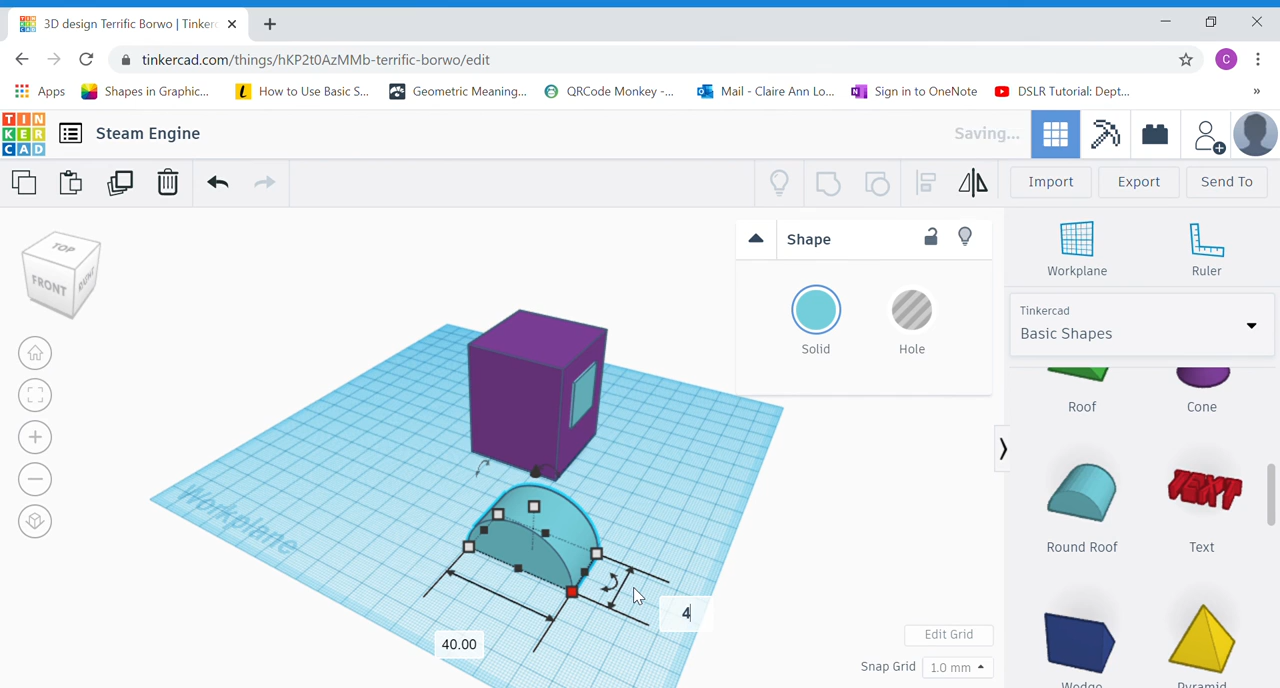 3D design Terrific Borwo | Tinker
tinkercad.com/things/hKP2t0AzMMb-terrific-borwo/edit
C
Apps
Shapes in Graphic...
How to Use Basic S...
Geometric Meaning...
QRCode Monkey -...
Mail - Claire Ann Lo...
Sign in to OneNote
DSLR Tutorial: Dept...
»
TIN
KER
CAD
Steam Engine
Saving...
Import
Export
Send To
TOP
FRONT
RIGHT
Shape
Solid
Hole
Workplane
Ruler
Tinkercad
Basic Shapes
Roof
Cone
Round Roof
TEXT
Text
Wedge
Pyramid
Workplane
4
40.00
Edit Grid
Snap Grid
1.0 mm